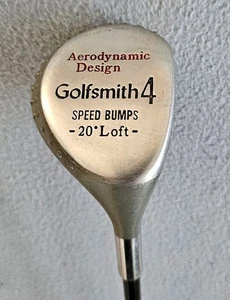 Aerodynamic
Design
Golfsmith 4
SPEED BUMPS
- 20° Loft -